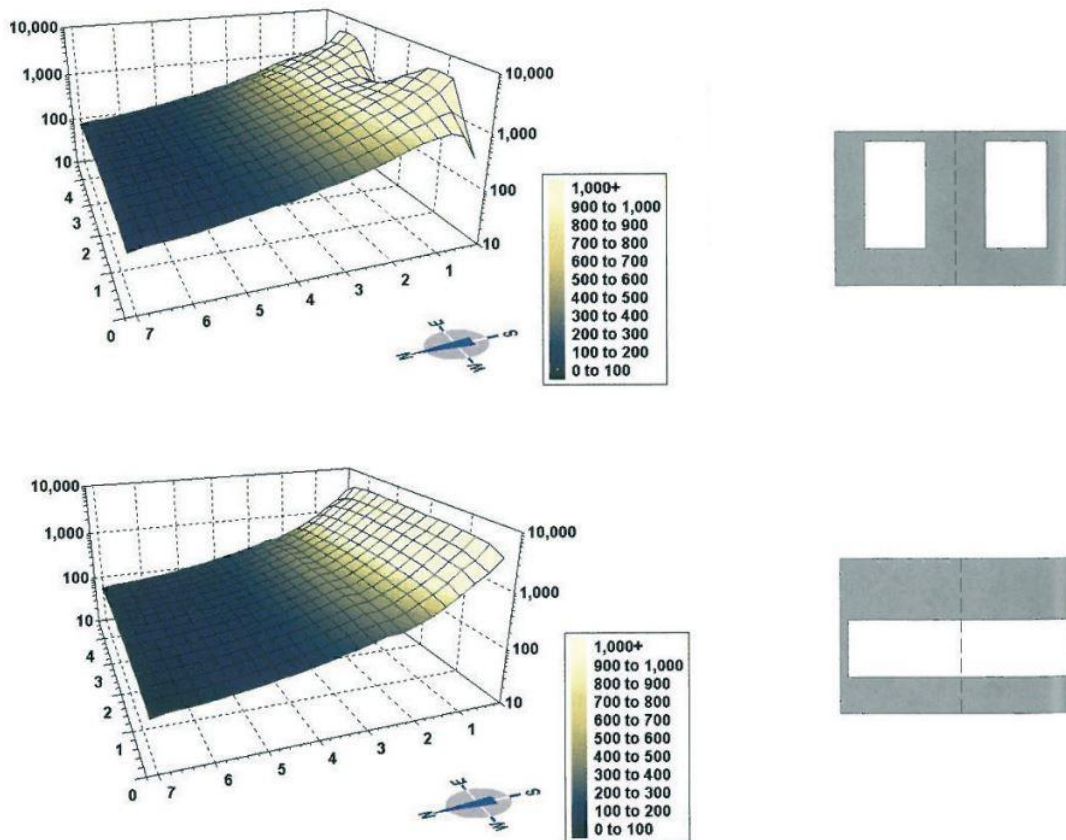 10,000
1,000
100
10
4
3
2
1
0
7
6
5
4
3
2
1
10,000
1,000
100
10
N
E
S
W
1,000+
900 to 1,000
800 to 900
700 to 800
600 to 700
500 to 600
400 to 500
300 to 400
200 to 300
100 to 200
0 to 100
10,000
1,000
100
10
4
3
2
1
0
7
6
5
4
3
2
1
10,000
1,000
100
10
N
E
S
W
1,000+
900 to 1,000
800 to 900
700 to 800
600 to 700
500 to 600
400 to 500
300 to 400
200 to 300
100 to 200
0 to 100